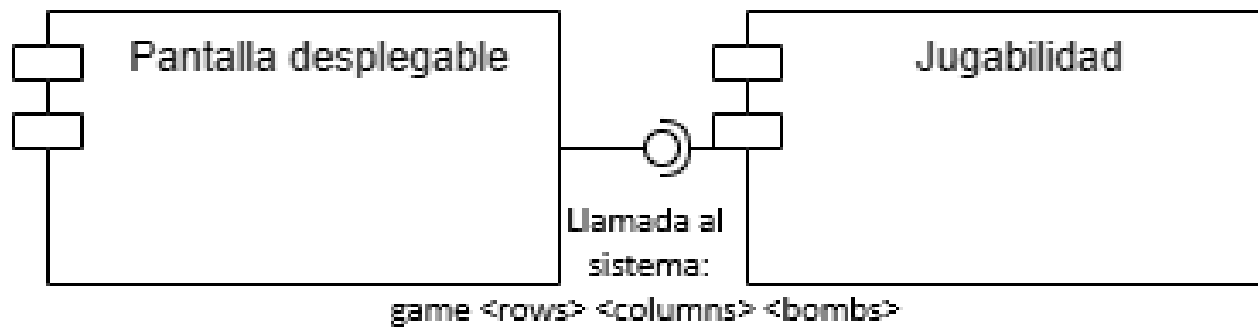 Pantalla desplegable
Jugabilidad
Llamada al
sistema:
game <rows> <columns> <bombs>